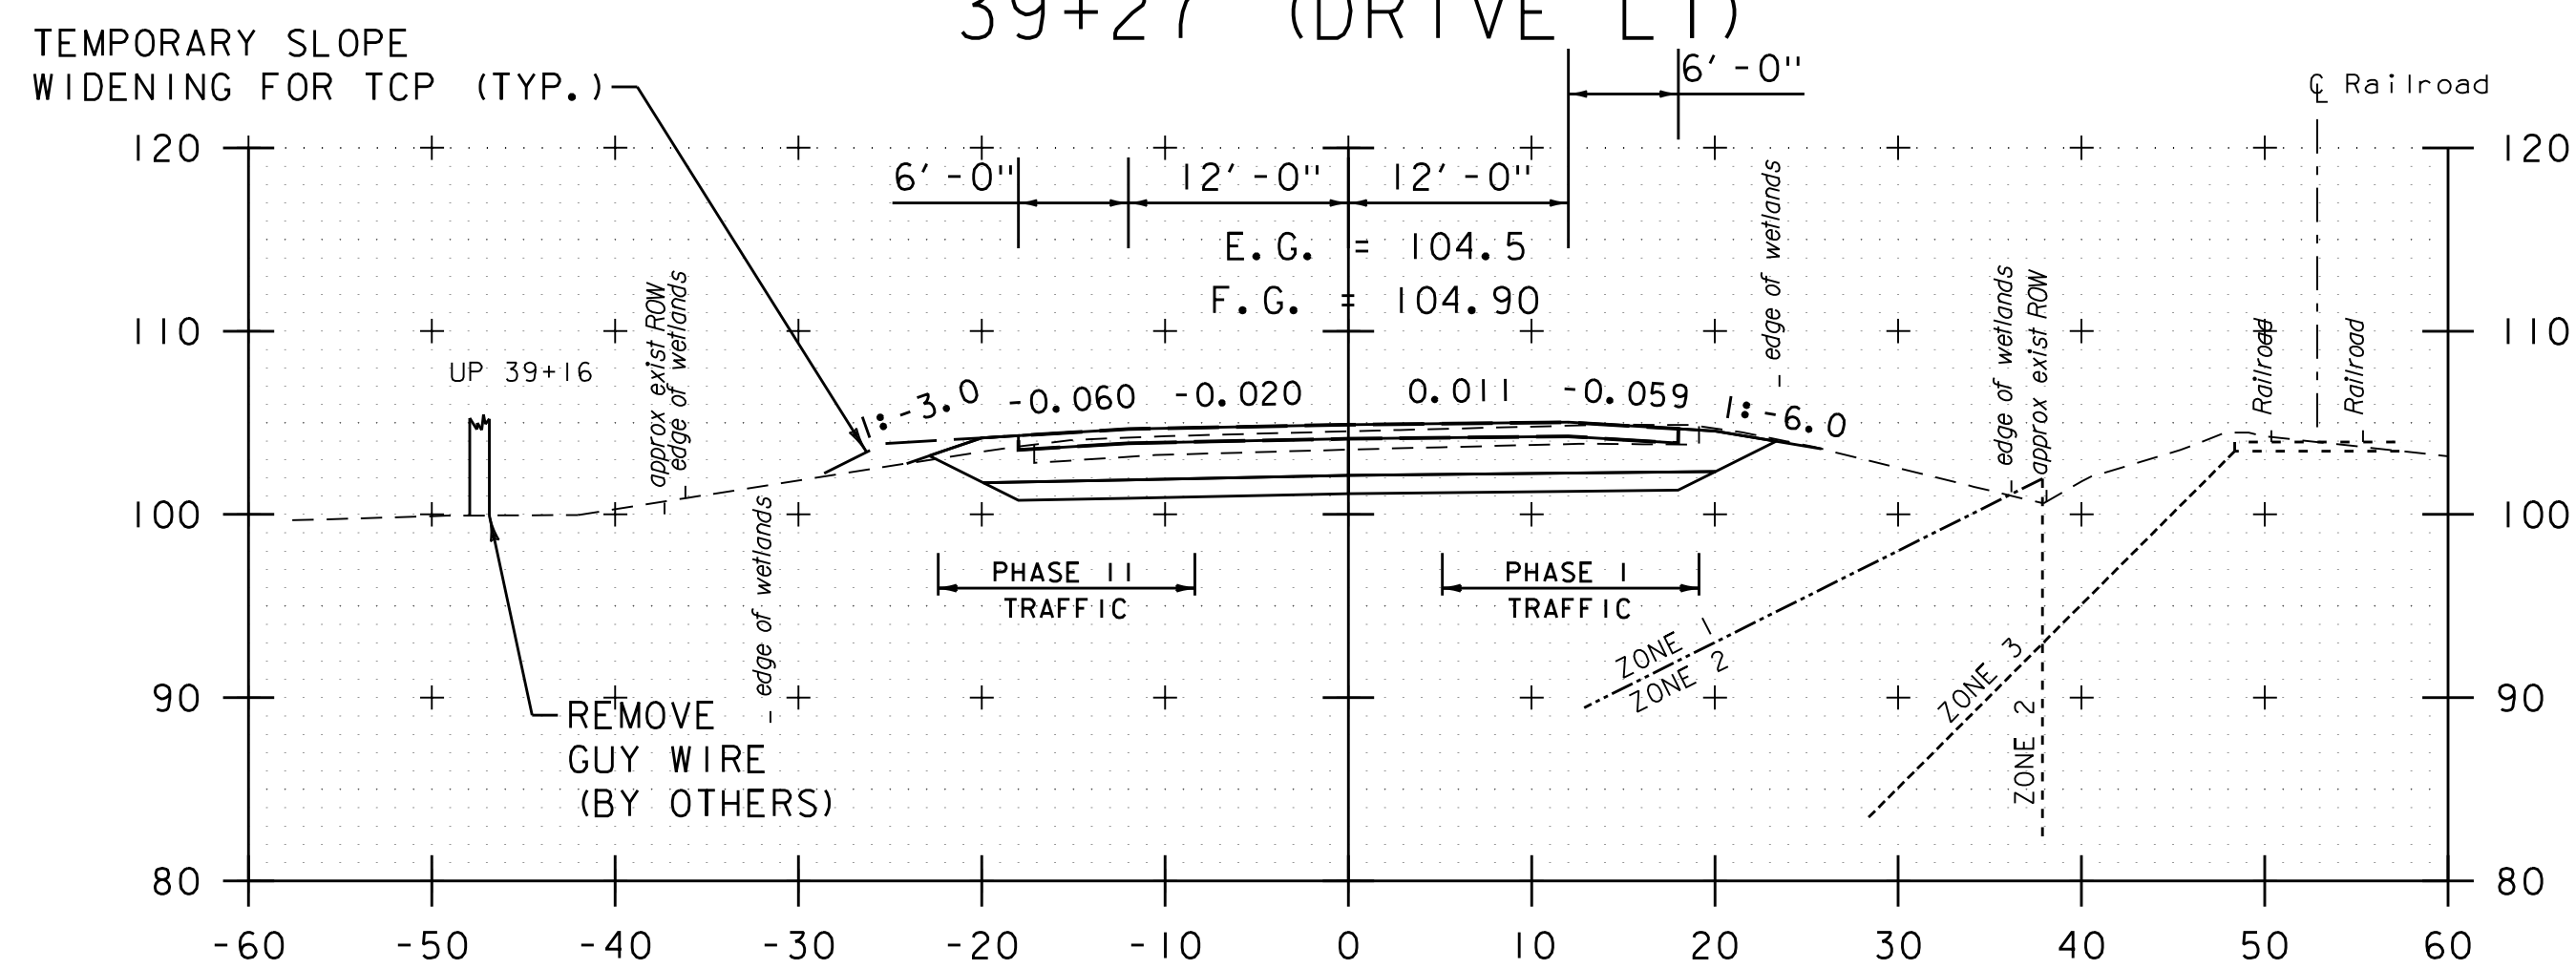 39+27 (DRIVE LT)
TEMPORARY SLOPE
WIDENING FOR TCP (TYP.)
6'-0"
℄ Railroad
120
120
6'-0"
12'-0"
12'-0"
E.G. = 104.5
F.G. = 104.90
edge of wetlands
110
110
approx exist ROW
edge of wetlands
edge of wetlands
approx exist ROW
Railroad
Railroad
UP 39+16
1:-3.0
-0.060
-0.020
0.011
-0.059
1:-6.0
100
100
edge of wetlands
PHASE II
TRAFFIC
PHASE I
TRAFFIC
ZONE 1
ZONE 2
ZONE 3
ZONE 2
90
90
REMOVE
GUY WIRE
(BY OTHERS)
80
80
-60 -50 -40 -30 -20 -10 0 10 20 30 40 50 60